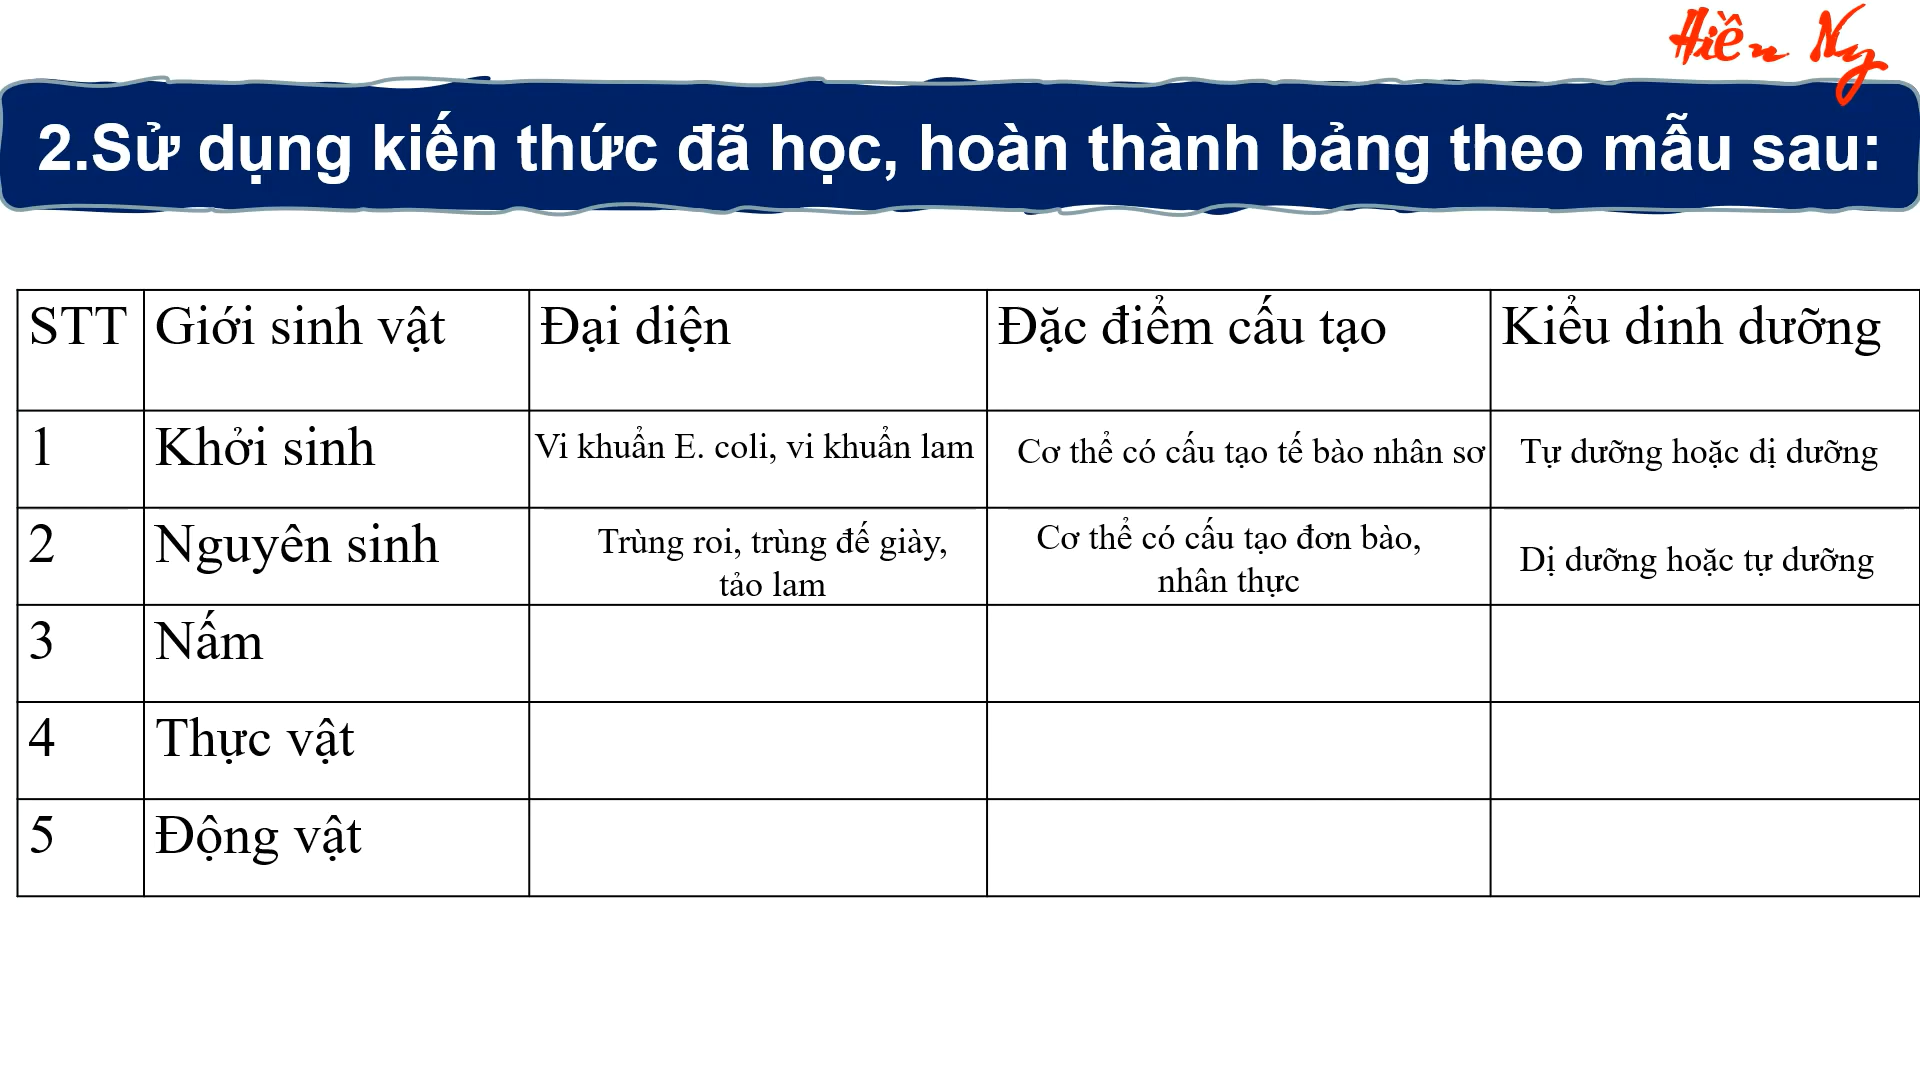 Hiền Ny
2.Sử dụng kiến thức đã học, hoàn thành bảng theo mẫu sau:
STT Giới sinh vật Đại diện Đặc điểm cấu tạo Kiểu dinh dưỡng
1 Khởi sinh Vi khuẩn E. coli, vi khuẩn lam Cơ thể có cấu tạo tế bào nhân sơ Tự dưỡng hoặc dị dưỡng
2 Nguyên sinh Trùng roi, trùng đế giày, Cơ thể có cấu tạo đơn bào, Dị dưỡng hoặc tự dưỡng
tảo lam nhân thực
3 Nấm
4 Thực vật
5 Động vật